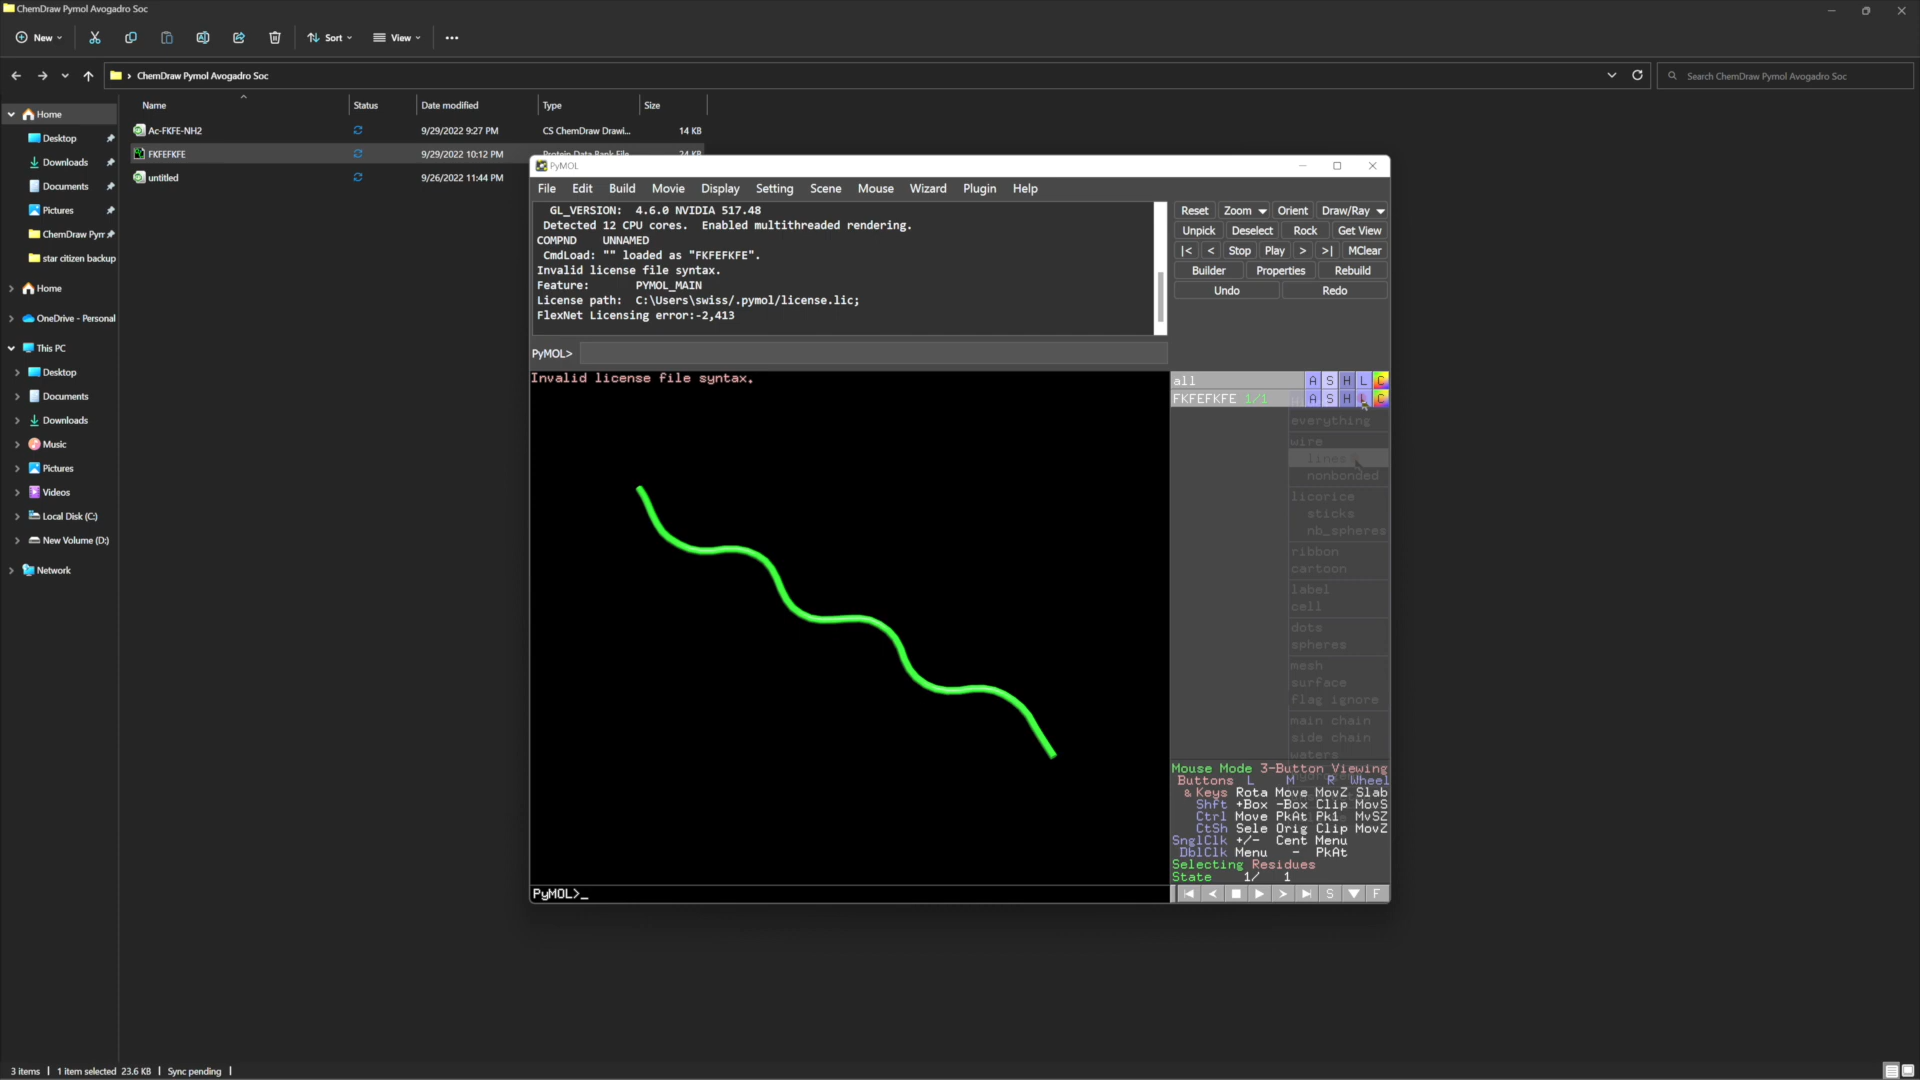 ChemDraw Pymol Avogadro Soc
New
Sort
View
ChemDraw Pymol Avogadro Soc
Search ChemDraw Pymol Avogadro Soc
Home
Desktop
Downloads
Documents
Pictures
ChemDraw Pyrr
star citizen backup
Home
OneDrive - Personal
This PC
Desktop
Documents
Downloads
Music
Pictures
Videos
Local Disk (C:)
New Volume (D:)
Network
Name Status Date modified Type Size
Ac-FKFE-NH2 9/29/2022 9:27 PM CS ChemDraw Drawi... 14 KB
FKFEFKFE 9/29/2022 10:12 PM Protein Data Bank File 24 KB
untitled 9/26/2022 11:44 PM
PyMOL
File Edit Build Movie Display Setting Scene Mouse Wizard Plugin Help
GL_VERSION: 4.6.0 NVIDIA 517.48
Detected 12 CPU cores. Enabled multithreaded rendering.
COMPND UNNAMED
CmdLoad: "" loaded as "FKFEFKFE".
Invalid license file syntax.
Feature: PYMOL_MAIN
License path: C:\Users\swiss/.pymol/license.lic;
FlexNet Licensing error:-2,413
PyMOL>
Reset Zoom Orient Draw/Ray
Unpick Deselect Rock Get View
|< < Stop Play > >| MClear
Builder Properties Rebuild
Undo Redo
Invalid license file syntax.
all A S H L C
FKFEFKFE 1/1 A S H L C
everything
wire
lines
nonbonded
licorice
sticks
nb_spheres
ribbon
cartoon
label
cell
dots
spheres
mesh
surface
flag ignore
main chain
side chain
waters
Mouse Mode 3-Button Viewing
Buttons L M R Wheel
& Keys Rota Move MovZ Slab
Shft +Box -Box Clip MovS
Ctrl Move PkAt Pk1 MvSZ
CtSh Sele Orig Clip MovZ
SnglClk +/- Cent Menu
DblClk Menu - PkAt
Selecting Residues
State 1/ 1
PyMOL>_
S F
3 items | 1 item selected 23.6 KB | Sync pending |